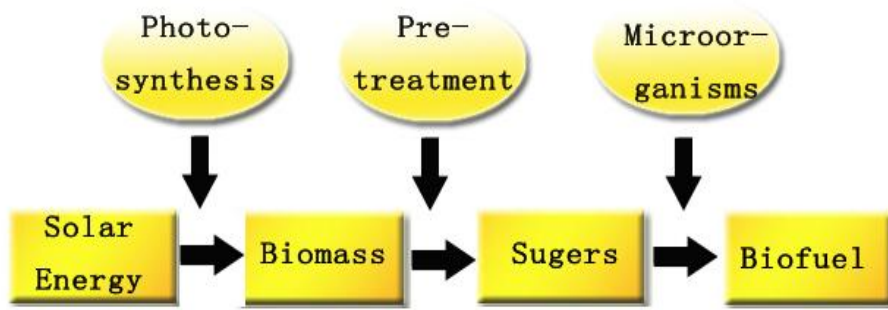 Photo-
synthesis
Pre-
treatment
Microor-
ganisms
Solar
Energy
Biomass
Sugers
Biofuel